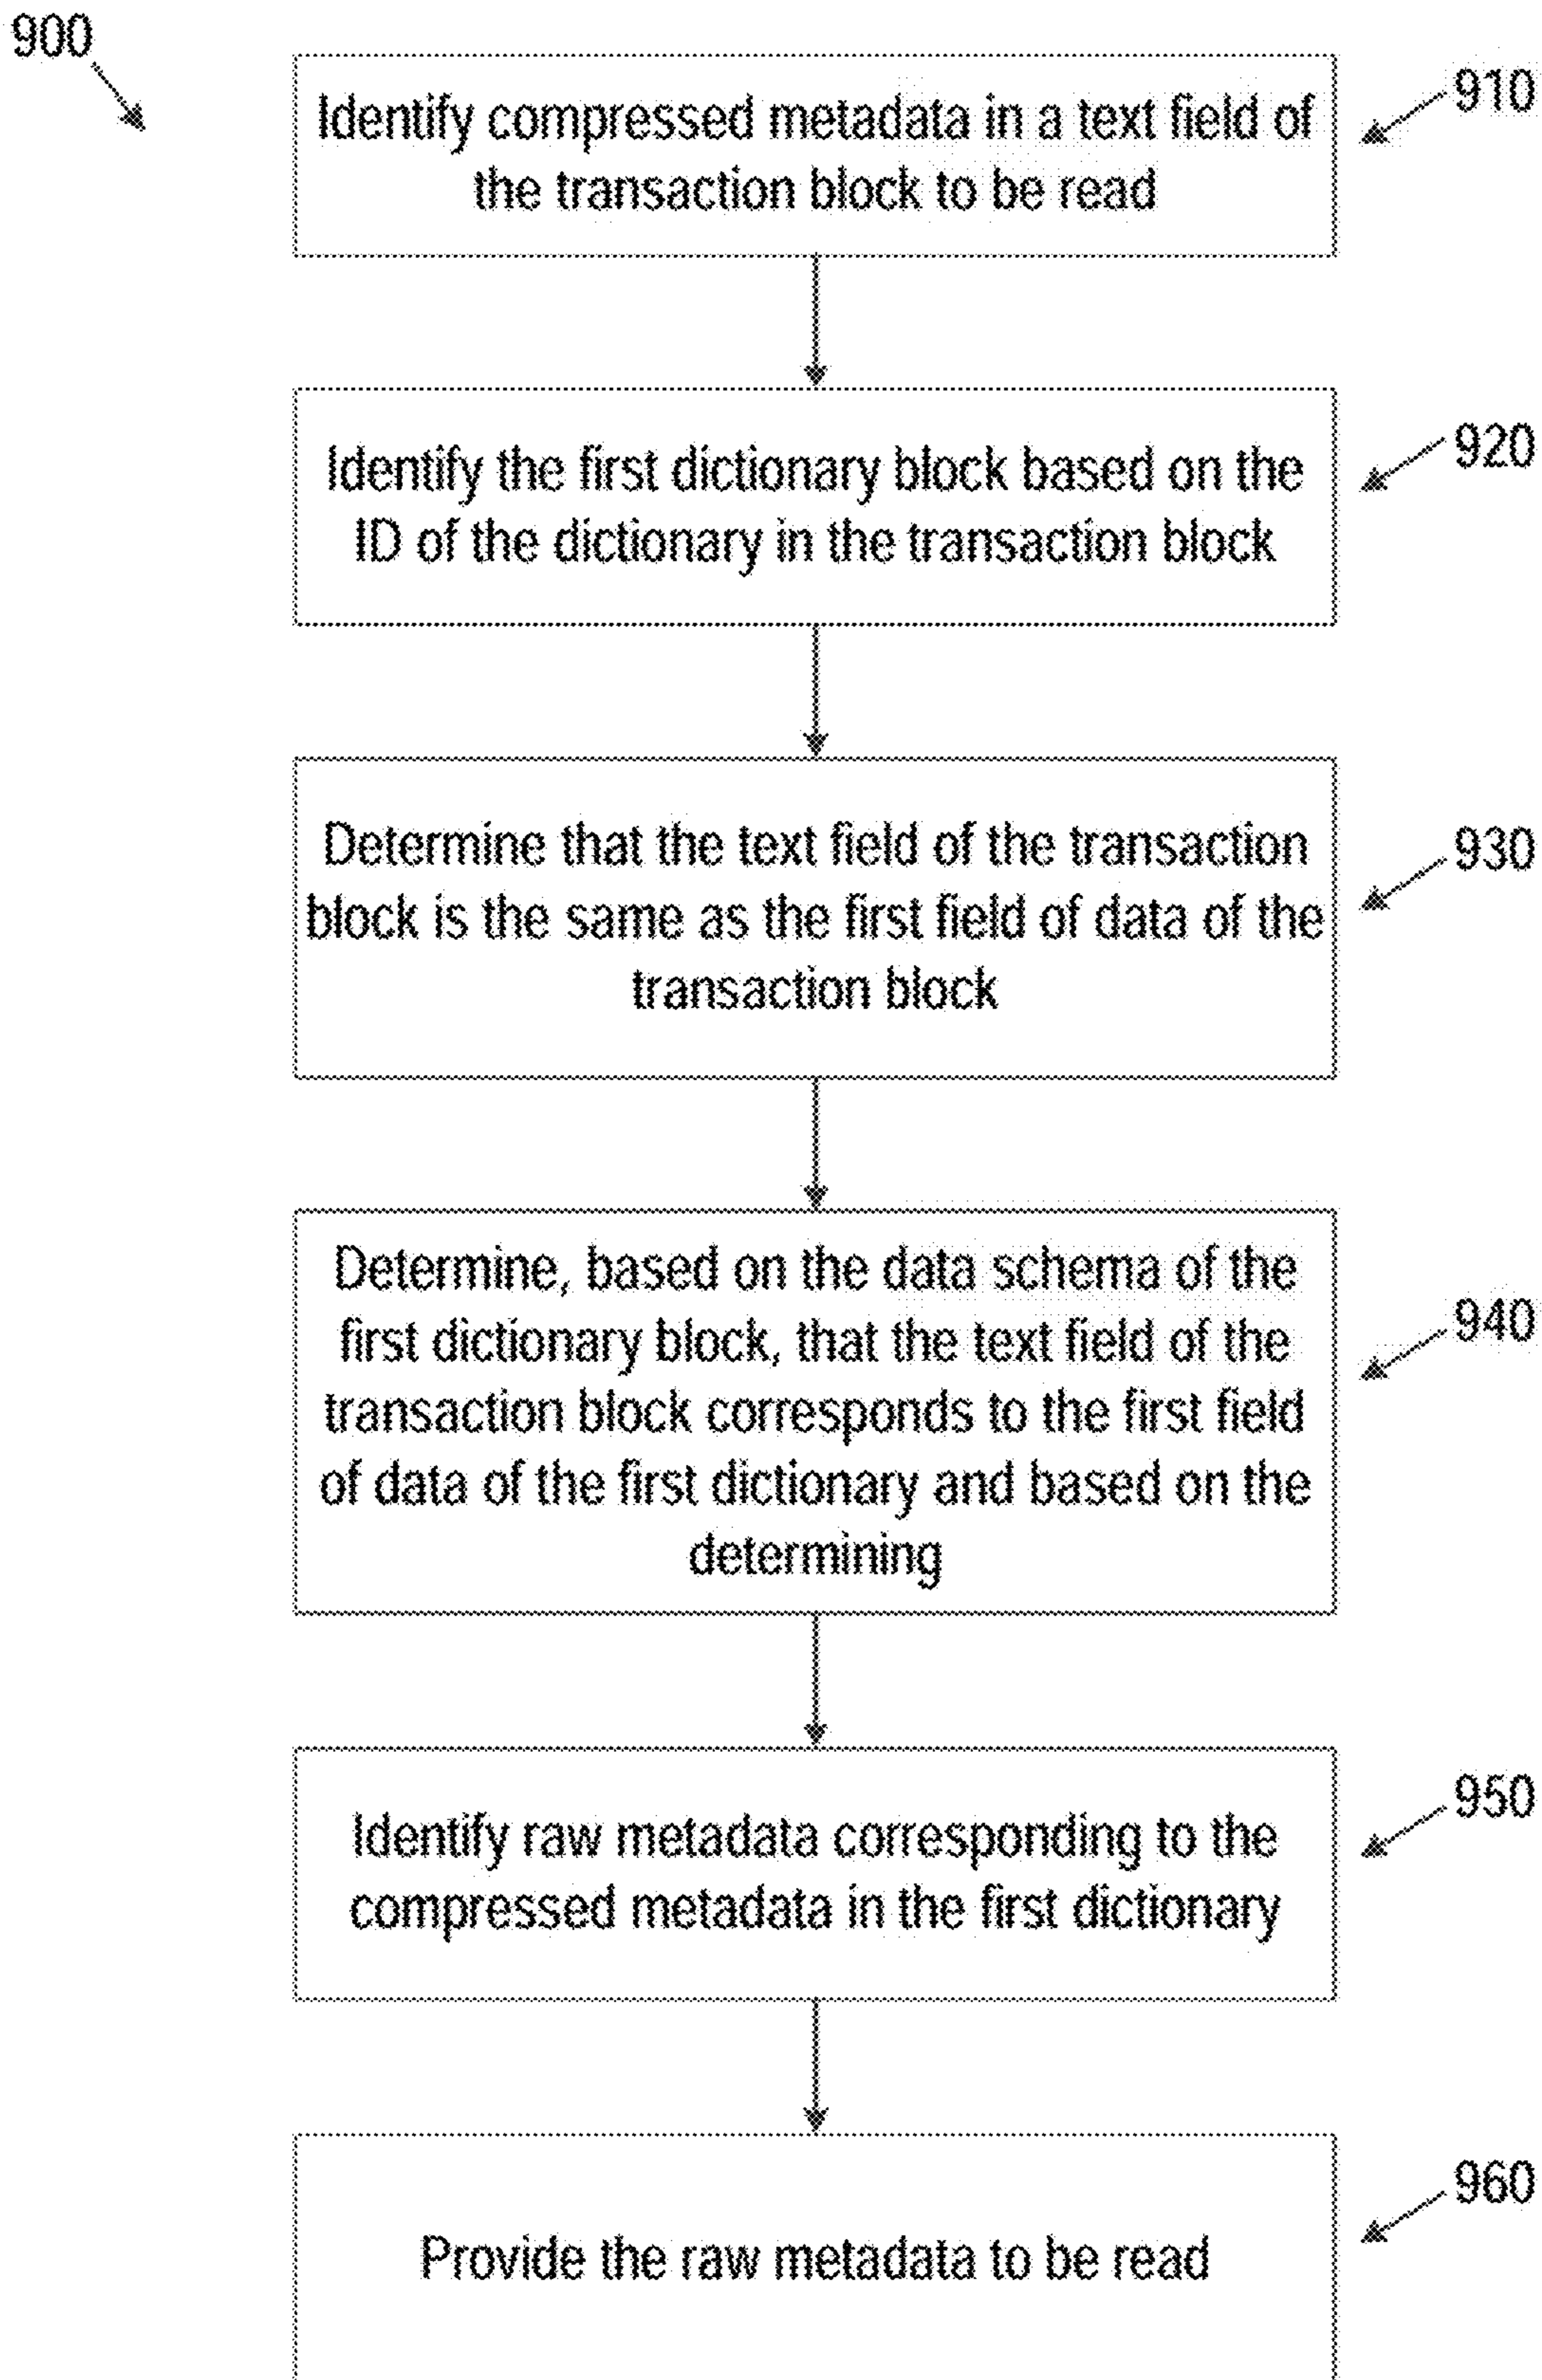 900
Identify compressed metadata in a text field of
the transaction block to be read
910
Identify the first dictionary block based on the
ID of the dictionary in the transaction block
920
Determine that the text field of the transaction
block is the same as the first field of data of the
transaction block
930
Determine, based on the data schema of the
first dictionary block, that the text field of the
transaction block corresponds to the first field
of data of the first dictionary and based on the
determining
940
Identify raw metadata corresponding to the
compressed metadata in the first dictionary
950
Provide the raw metadata to be read
960